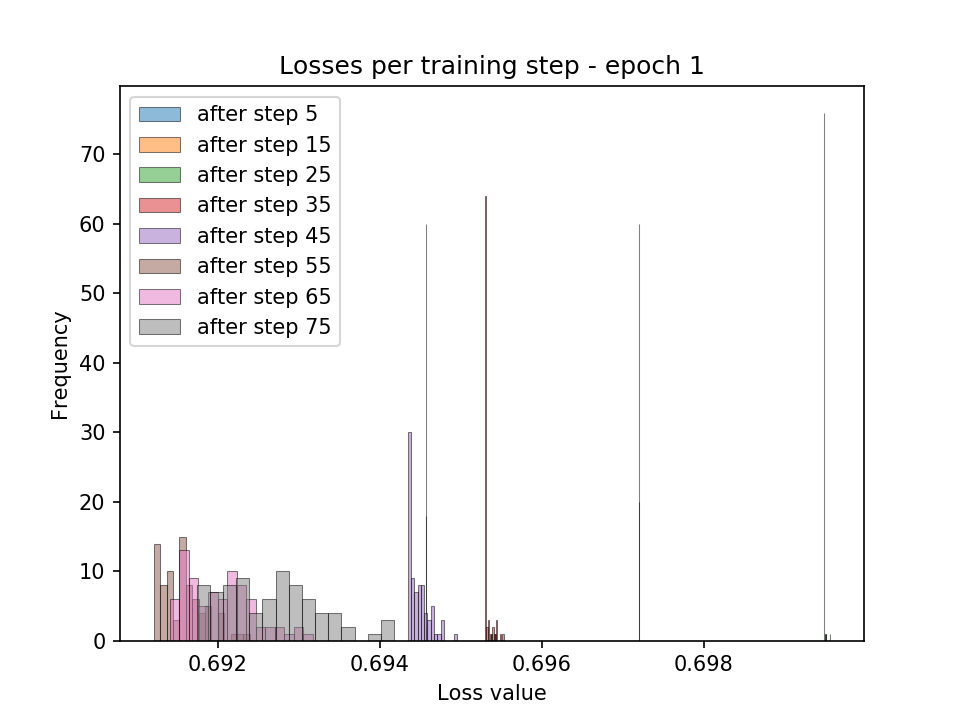 Losses per training step - epoch 1
after step 5
after step 15
after step 25
after step 35
after step 45
after step 55
after step 65
after step 75
Frequency
70
60
50
40
30
20
10
0
0.692 0.694 0.696 0.698
Loss value